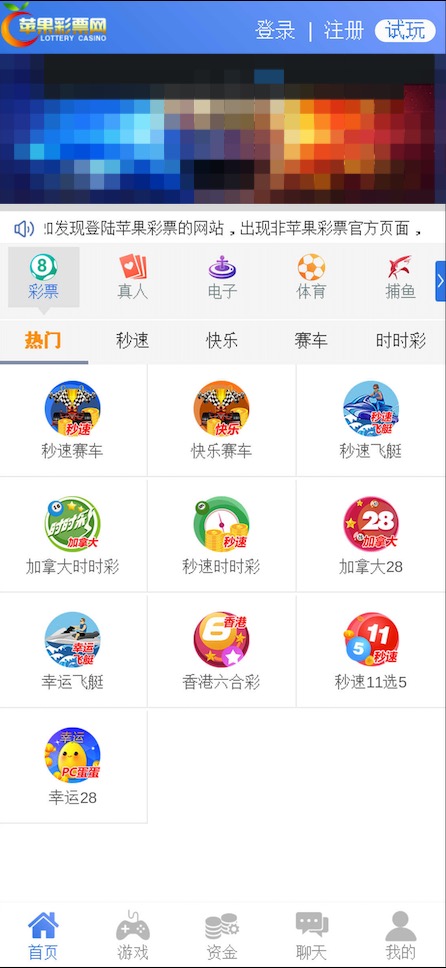 苹果彩票网
LOTTERY CASINO
登录 | 注册 试玩
如发现登陆苹果彩票的网站，出现非苹果彩票官方页面，
彩票 真人 电子 体育 捕鱼
热门 秒速 快乐 赛车 时时彩
秒速 快乐 秒速飞艇
秒速赛车 快乐赛车 秒速飞艇
时时彩 加拿大 秒速 28 加拿大
加拿大时时彩 秒速时时彩 加拿大28
幸运飞艇 6 香港 11 5 秒速
幸运飞艇 香港六合彩 秒速11选5
幸运 PC蛋蛋
幸运28
首页 游戏 资金 聊天 我的